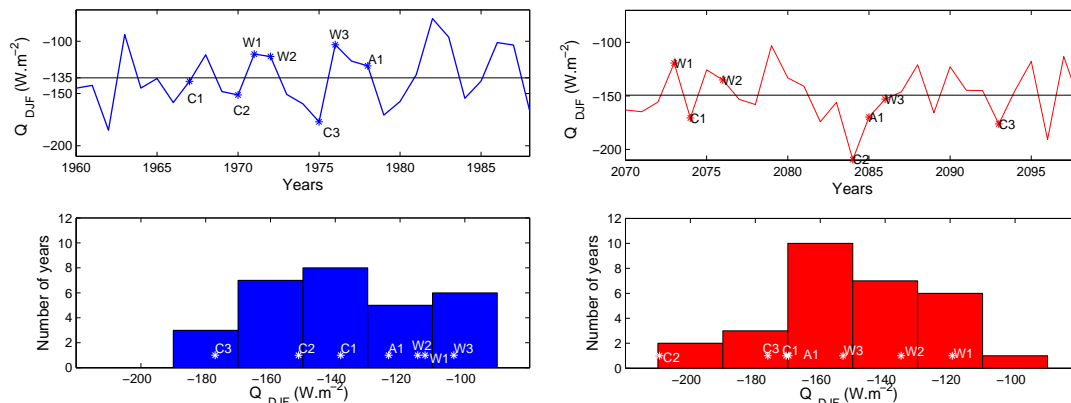 Q DJF (W.m-2)
−100
−135
−150
−200
W1
W2
W3
A1
C1
C2
C3
1960 1965 1970 1975 1980 1985
Years
Q DJF (W.m-2)
−50
−100
−150
−200
W1
W2
C1
A1
W3
C2
C3
2070 2075 2080 2085 2090 2095
Years
Number of years
12
10
8
6
4
2
0
C3 C2 C1 A1 W2 W1 W3
−200 −180 −160 −140 −120 −100
Q DJF (W.m-2)
Number of years
12
10
8
6
4
2
0
C2 C3 C1 A1 W3 W2 W1
−200 −180 −160 −140 −120 −100
Q DJF (W.m-2)